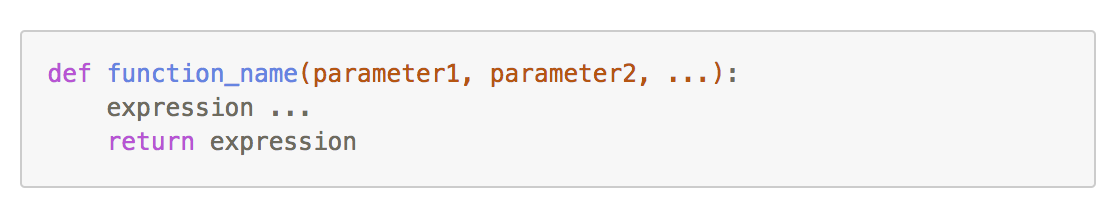 def function_name(parameter1, parameter2, ...):
    expression ...
    return expression